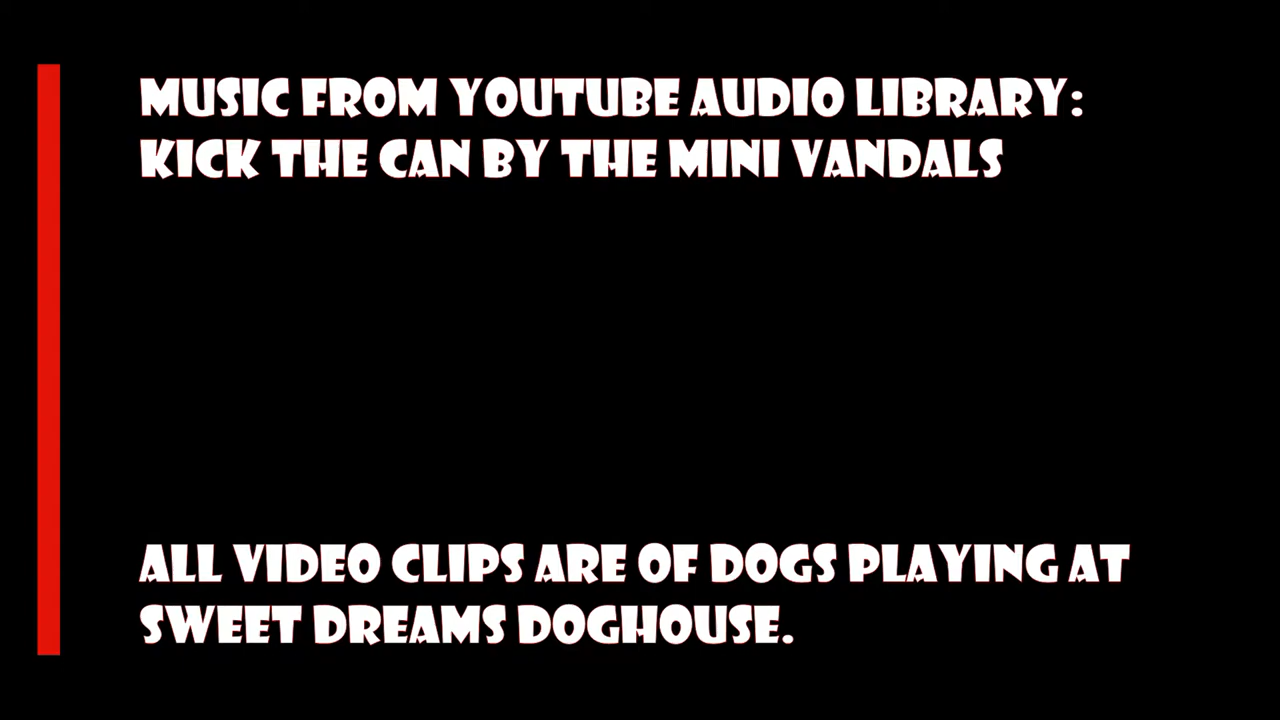 MUSIC FROM YOUTUBE AUDIO LIBRARY:
KICK THE CAN BY THE MINI VANDALS
ALL VIDEO CLIPS ARE OF DOGS PLAYING AT
SWEET DREAMS DOGHOUSE.